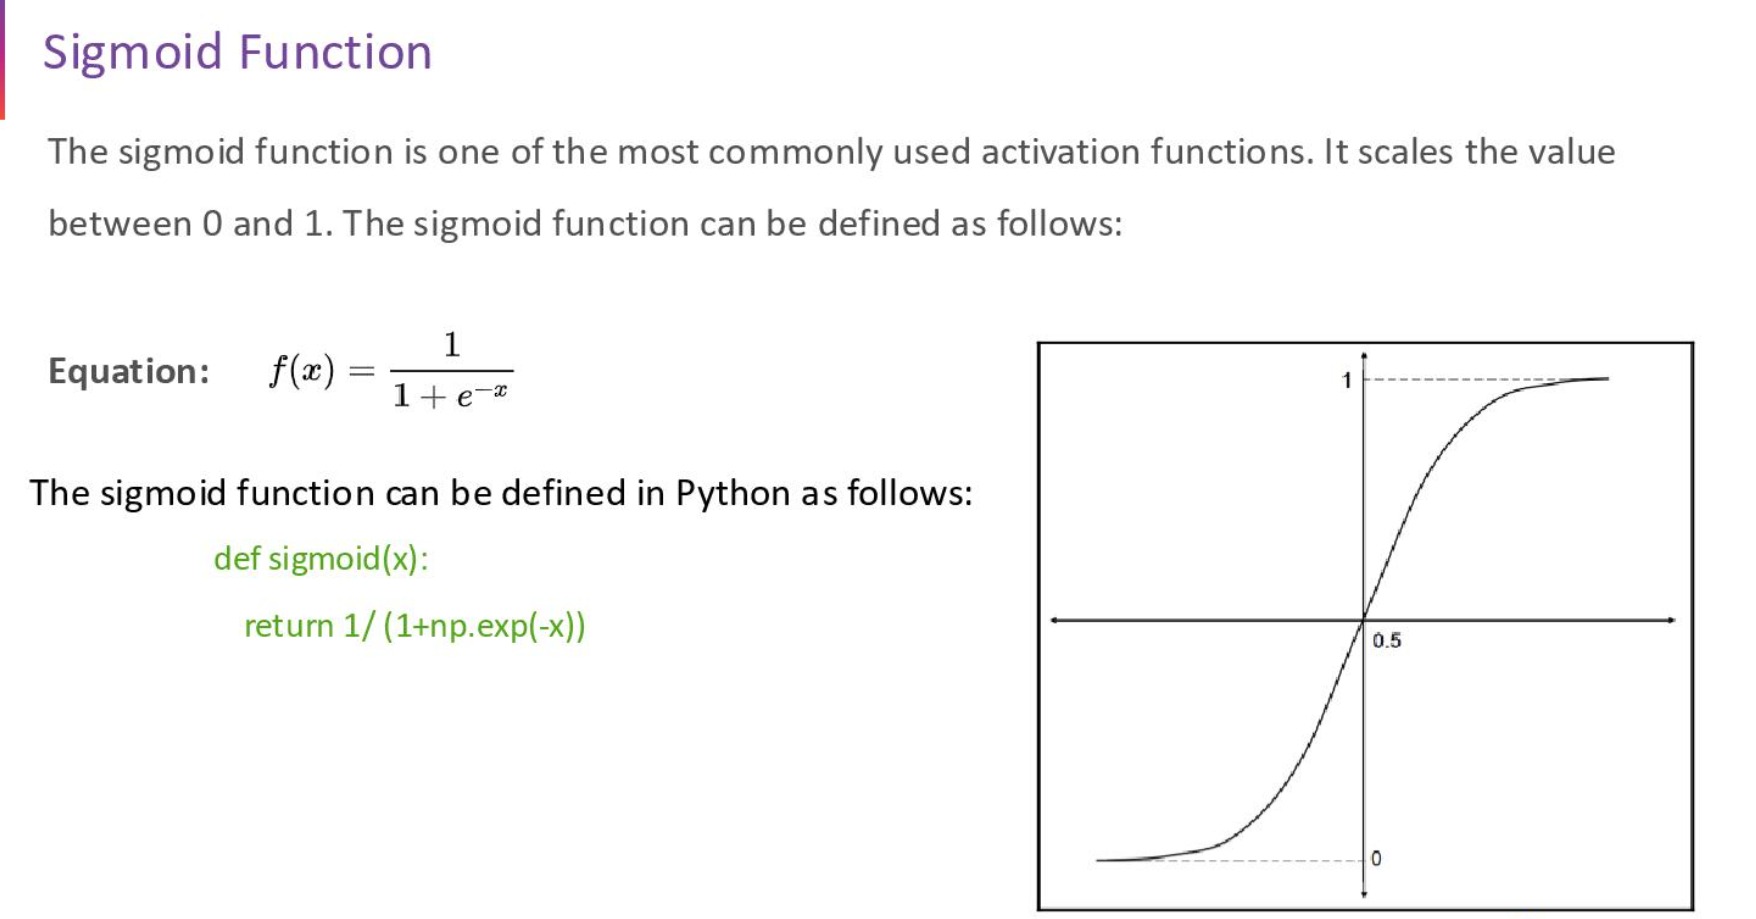 Sigmoid Function
The sigmoid function is one of the most commonly used activation functions. It scales the value
between 0 and 1. The sigmoid function can be defined as follows:
Equation: f(x) = 1 / (1 + e^{-x})
The sigmoid function can be defined in Python as follows:
def sigmoid(x):
return 1/ (1+np.exp(-x))
1
0.5
0